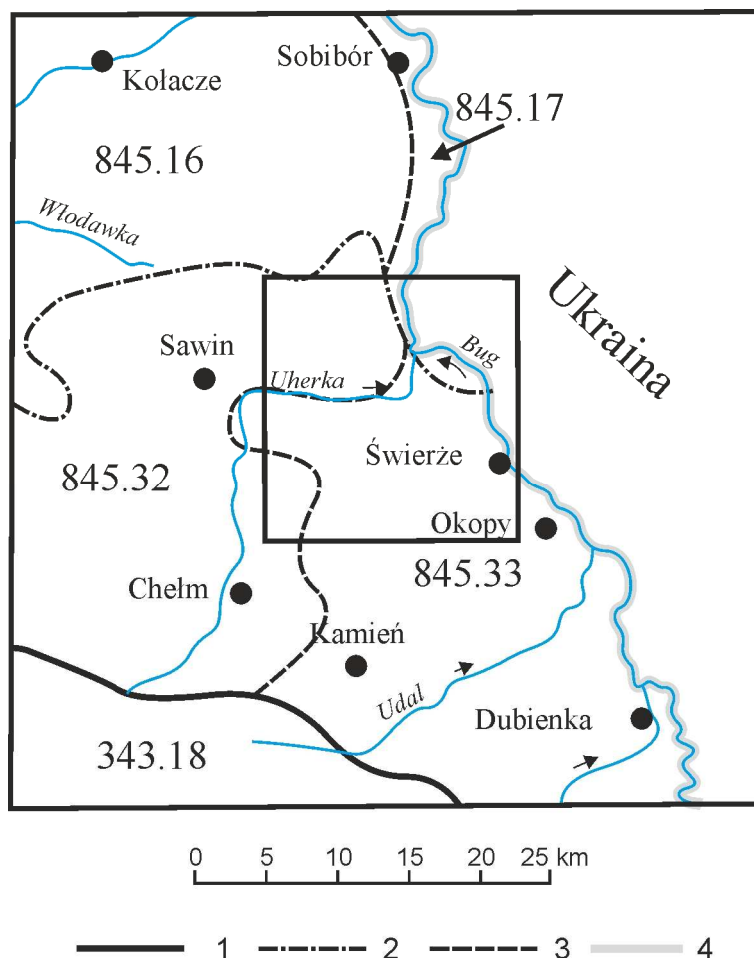 Sobibór
Kołacze
845.17
845.16
Włodawka
Ukraina
Sawin
Bug
Uherka
Świerże
845.32
Okopy
845.33
Chełm
Kamień
Udal
Dubienka
343.18
0 5 10 15 20 25 km
1 2 3 4